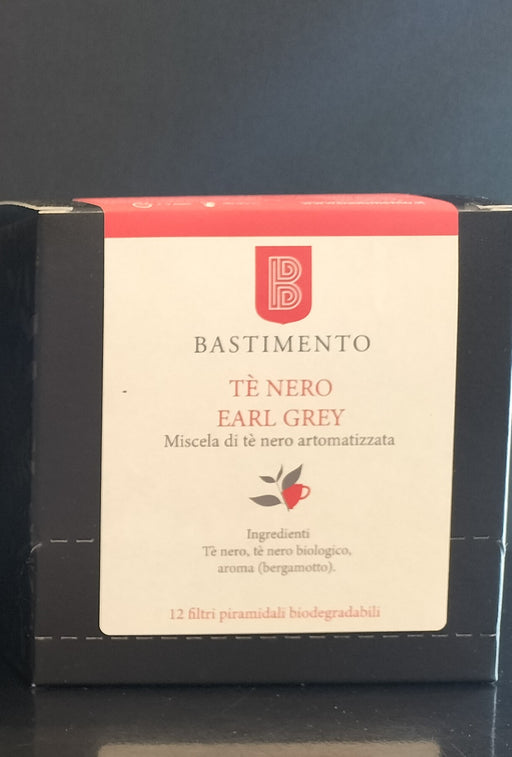 B
BASTIMENTO
TÈ NERO
EARL GREY
Miscela di tè nero artomatizzata
Ingredienti
Tè nero, tè nero biologico,
aroma (bergamotto).
12 filtri piramidali biodegradabili